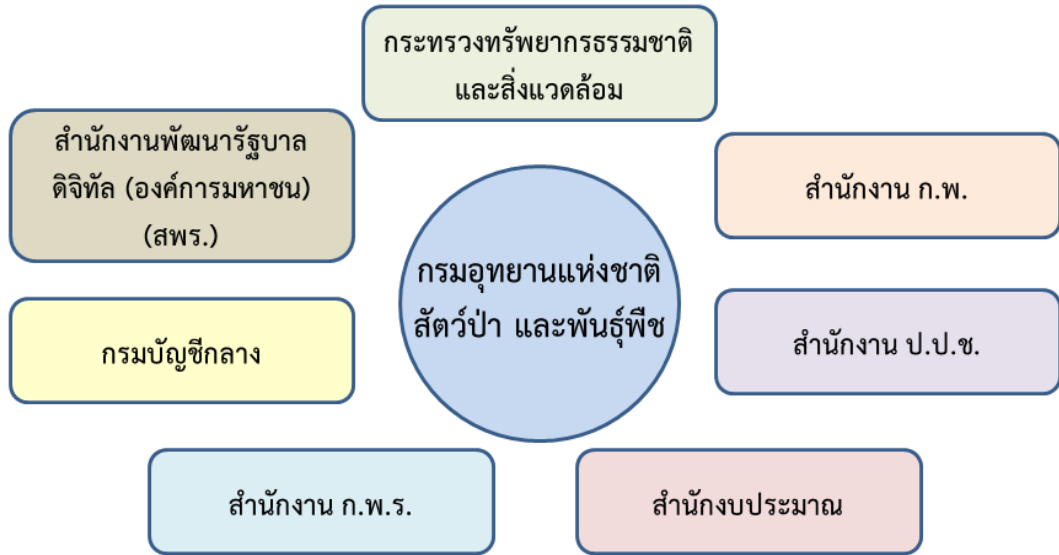 กระทรวงทรัพยากรธรรมชาติ
และสิ่งแวดล้อม
สำนักงานพัฒนารัฐบาล
ดิจิทัล (องค์การมหาชน)
(สพร.)
สำนักงาน ก.พ.
กรมอุทยานแห่งชาติ
สัตว์ป่า และพันธุ์พืช
กรมบัญชีกลาง
สำนักงาน ป.ป.ช.
สำนักงาน ก.พ.ร.
สำนักงบประมาณ